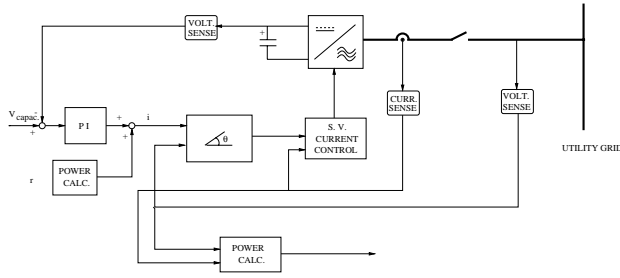 VOLT.
SENSE
+
V capac.
+
P I
+
+
i
θ
S. V.
CURRENT
CONTROL
CURR.
SENSE
VOLT.
SENSE
UTILITY GRID
r
POWER
CALC.
POWER
CALC.